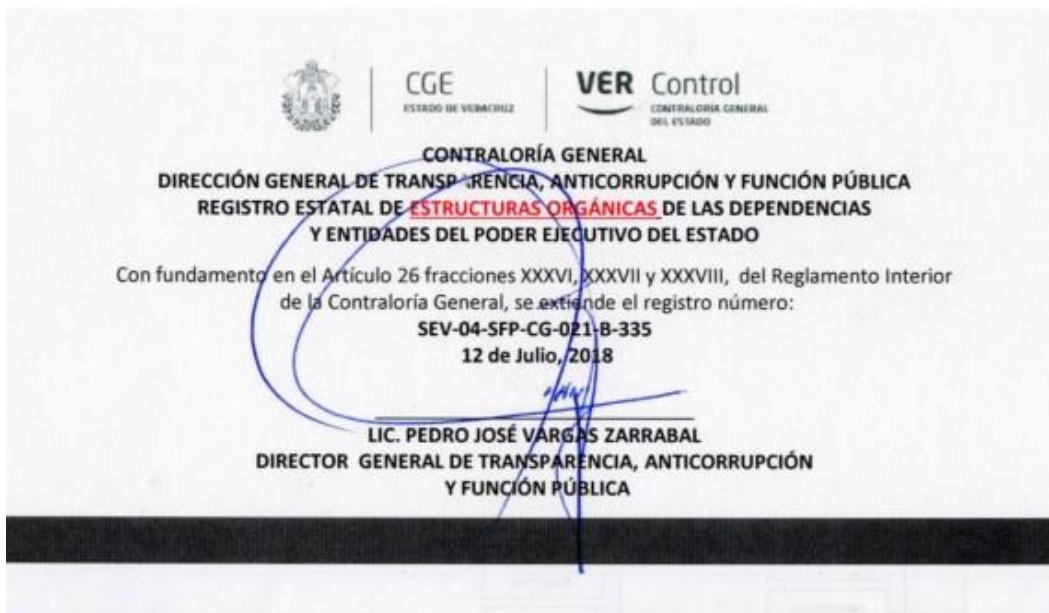 CGE
ESTADO DE VERACRUZ
VER Control
CONTRALORÍA GENERAL
DEL ESTADO
CONTRALORÍA GENERAL
DIRECCIÓN GENERAL DE TRANSPARENCIA, ANTICORRUPCIÓN Y FUNCIÓN PÚBLICA
REGISTRO ESTATAL DE ESTRUCTURAS ORGÁNICAS DE LAS DEPENDENCIAS
Y ENTIDADES DEL PODER EJECUTIVO DEL ESTADO
Con fundamento en el Artículo 26 fracciones XXXVI, XXXVII y XXXVIII, del Reglamento Interior
de la Contraloría General, se extiende el registro número:
SEV-04-SFP-CG-021-B-335
12 de Julio, 2018
LIC. PEDRO JOSÉ VARGAS ZARRABAL
DIRECTOR GENERAL DE TRANSPARENCIA, ANTICORRUPCIÓN
Y FUNCIÓN PÚBLICA